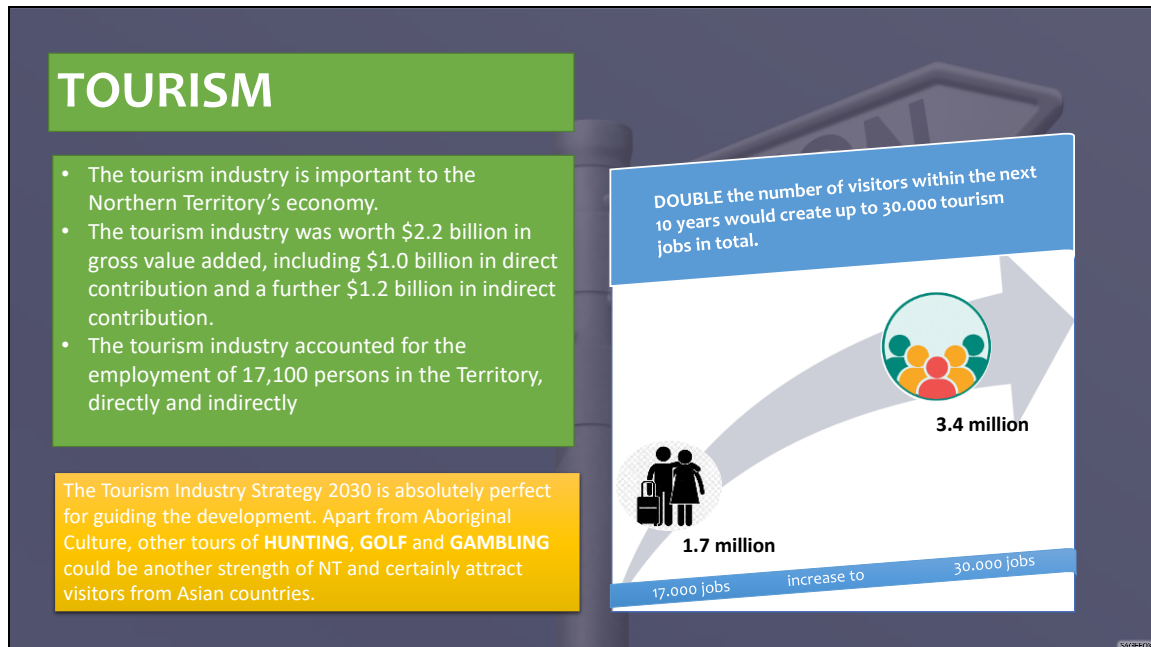 TOURISM
• The tourism industry is important to the
Northern Territory’s economy.
• The tourism industry was worth $2.2 billion in
gross value added, including $1.0 billion in direct
contribution and a further $1.2 billion in indirect
contribution.
• The tourism industry accounted for the
employment of 17,100 persons in the Territory,
directly and indirectly
The Tourism Industry Strategy 2030 is absolutely perfect
for guiding the development. Apart from Aboriginal
Culture, other tours of HUNTING, GOLF and GAMBLING
could be another strength of NT and certainly attract
visitors from Asian countries.
DOUBLE the number of visitors within the next
10 years would create up to 30.000 tourism
jobs in total.
3.4 million
1.7 million
17.000 jobs increase to 30.000 jobs